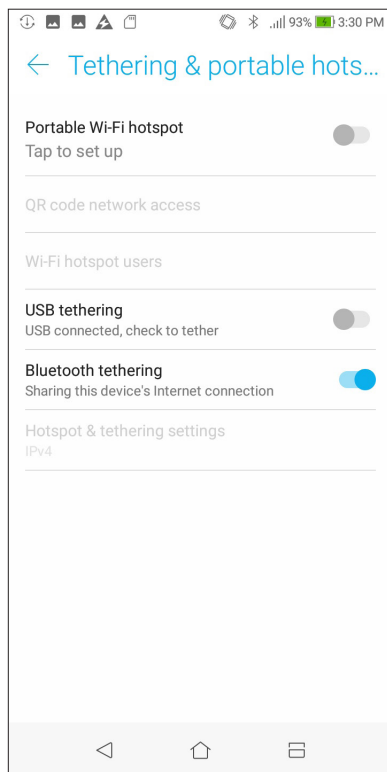 93% 3:30 PM
Tethering & portable hots...
Portable Wi-Fi hotspot
Tap to set up
QR code network access
Wi-Fi hotspot users
USB tethering
USB connected, check to tether
Bluetooth tethering
Sharing this device's Internet connection
Hotspot & tethering settings
IPv4